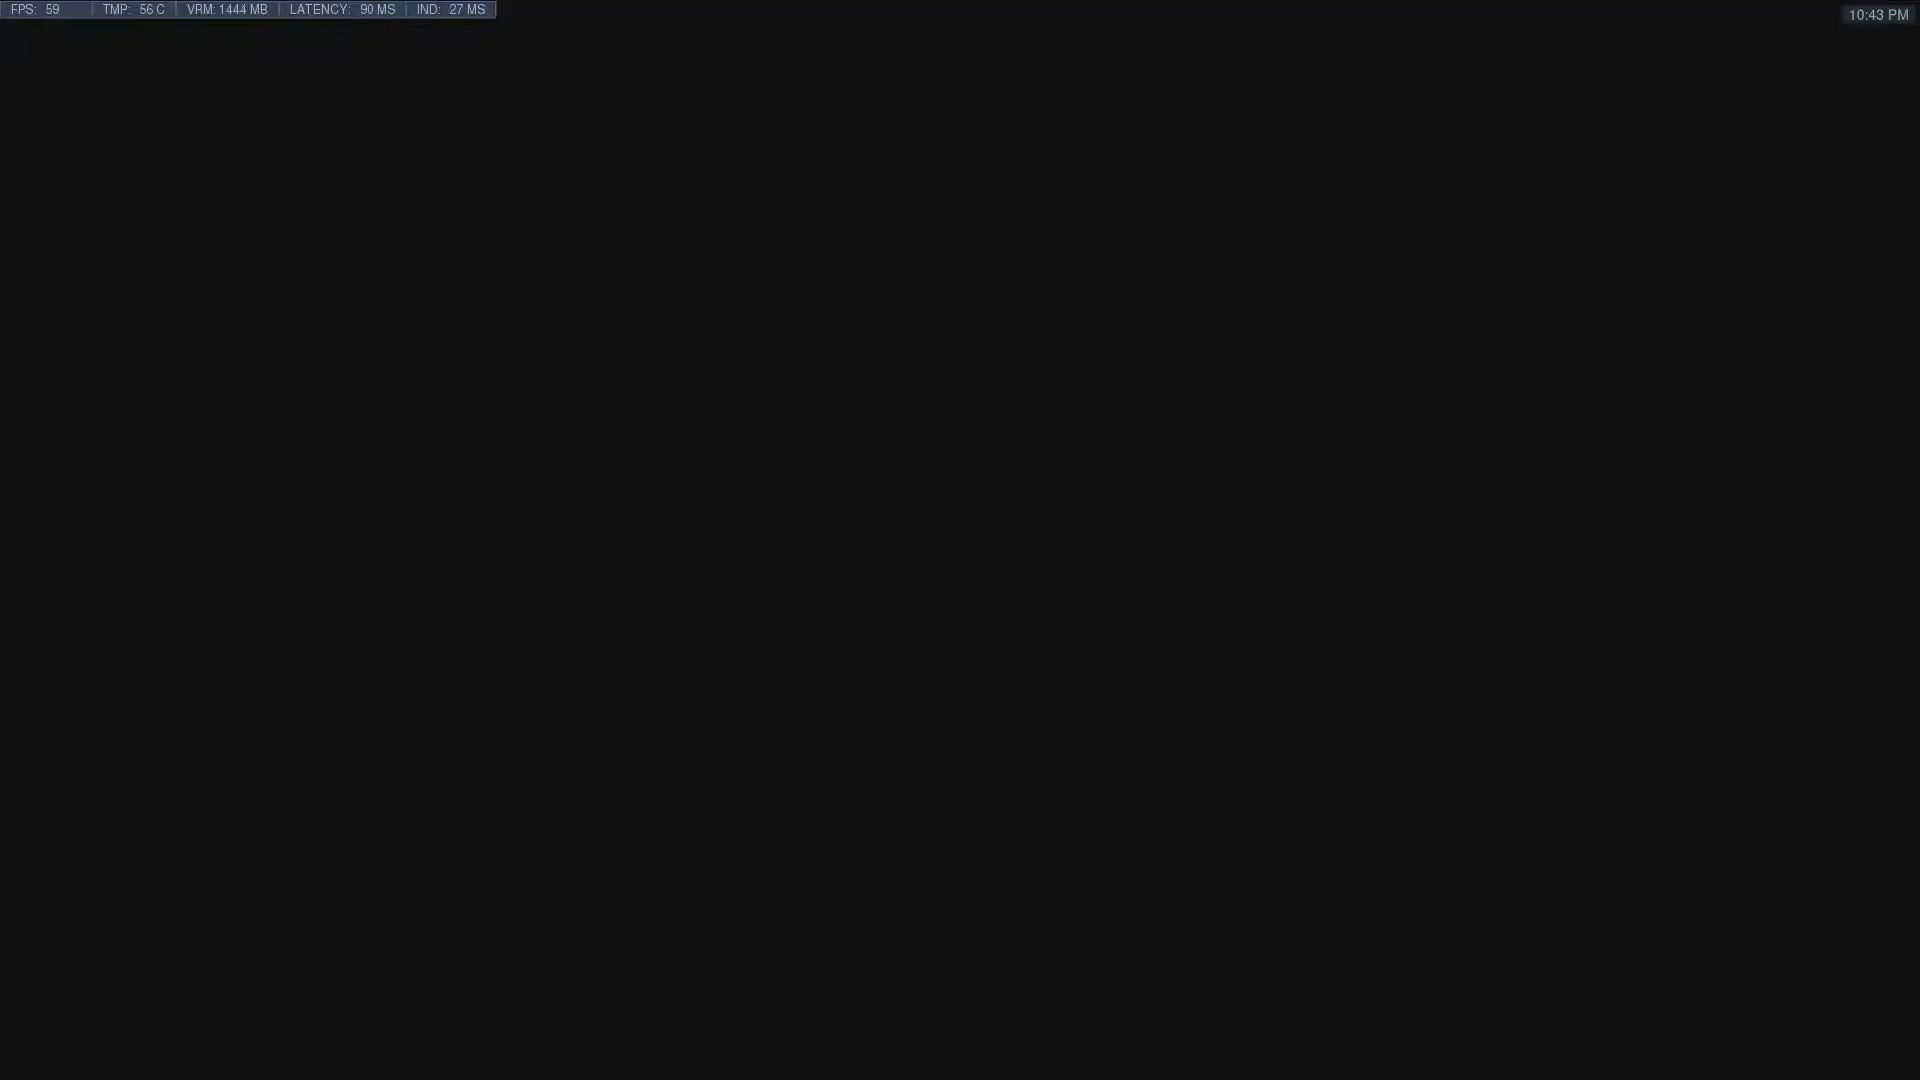 FPS: 59 | TMP: 56 C | VRM: 1444 MB | LATENCY: 90 MS | IND: 27 MS
10:43 PM